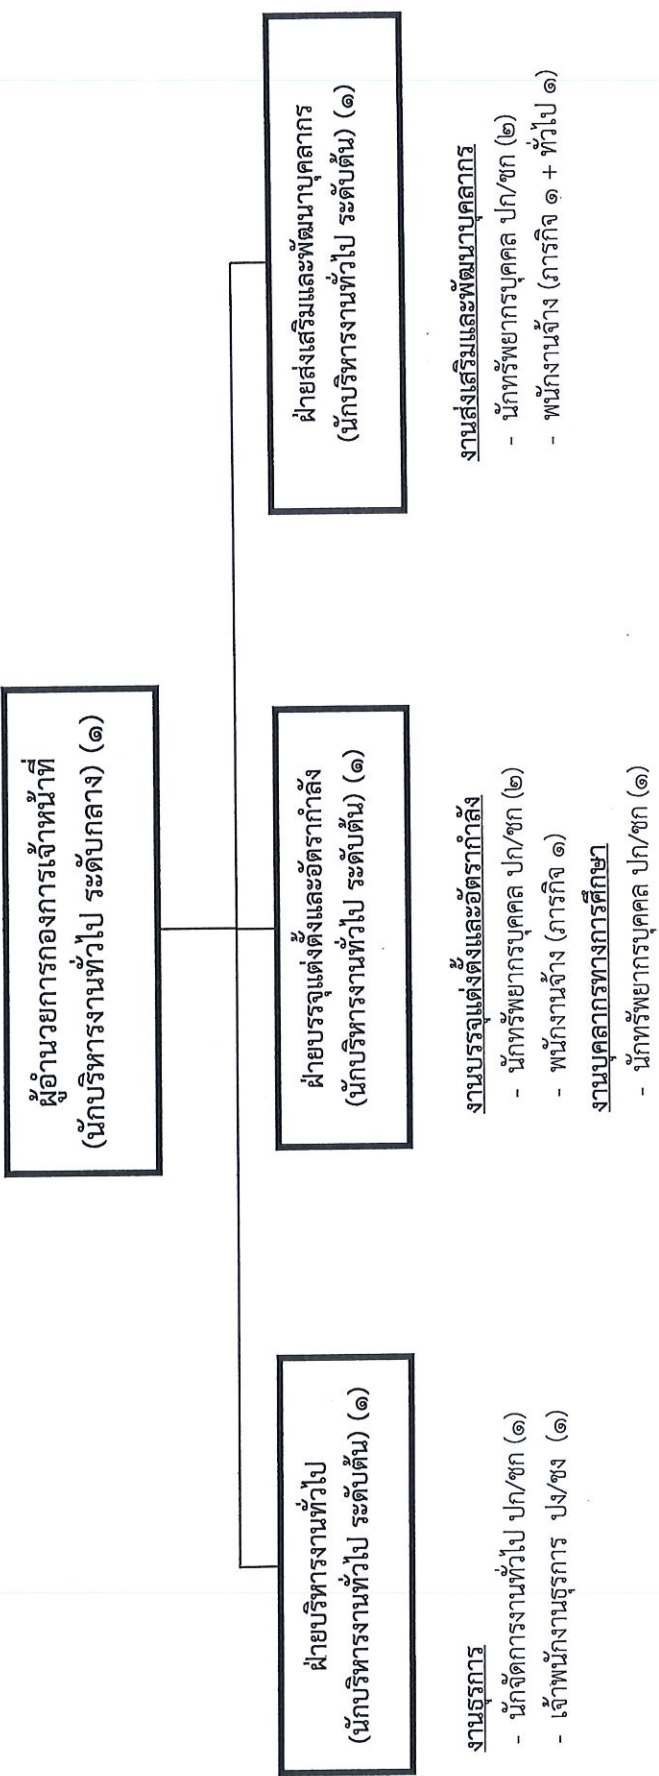 ผู้อำนวยการกองการเจ้าหน้าที่
(นักบริหารงานทั่วไป ระดับกลาง) (๑)
ฝ่ายบริหารงานทั่วไป
(นักบริหารงานทั่วไป ระดับต้น) (๑)
งานธุรการ
- นักจัดการงานทั่วไป ปก/ชก (๑)
- เจ้าพนักงานธุรการ ปง/ชง (๑)
ฝ่ายบรรจุแต่งตั้งและอัตรากำลัง
(นักบริหารงานทั่วไป ระดับต้น) (๑)
งานบรรจุแต่งตั้งและอัตรากำลัง
- นักทรัพยากรบุคคล ปก/ชก (๒)
- พนักงานจ้าง (ภารกิจ ๑)
งานบุคลากรทางการศึกษา
- นักทรัพยากรบุคคล ปก/ชก (๑)
ฝ่ายส่งเสริมและพัฒนาบุคลากร
(นักบริหารงานทั่วไป ระดับต้น) (๑)
งานส่งเสริมและพัฒนาบุคลากร
- นักทรัพยากรบุคคล ปก/ชก (๒)
- พนักงานจ้าง (ภารกิจ ๑ + ทั่วไป ๑)